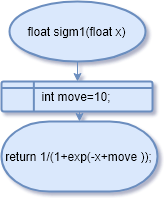 float sigm1(float x)
int move=10;
return 1/(1+exp(-x+move ));